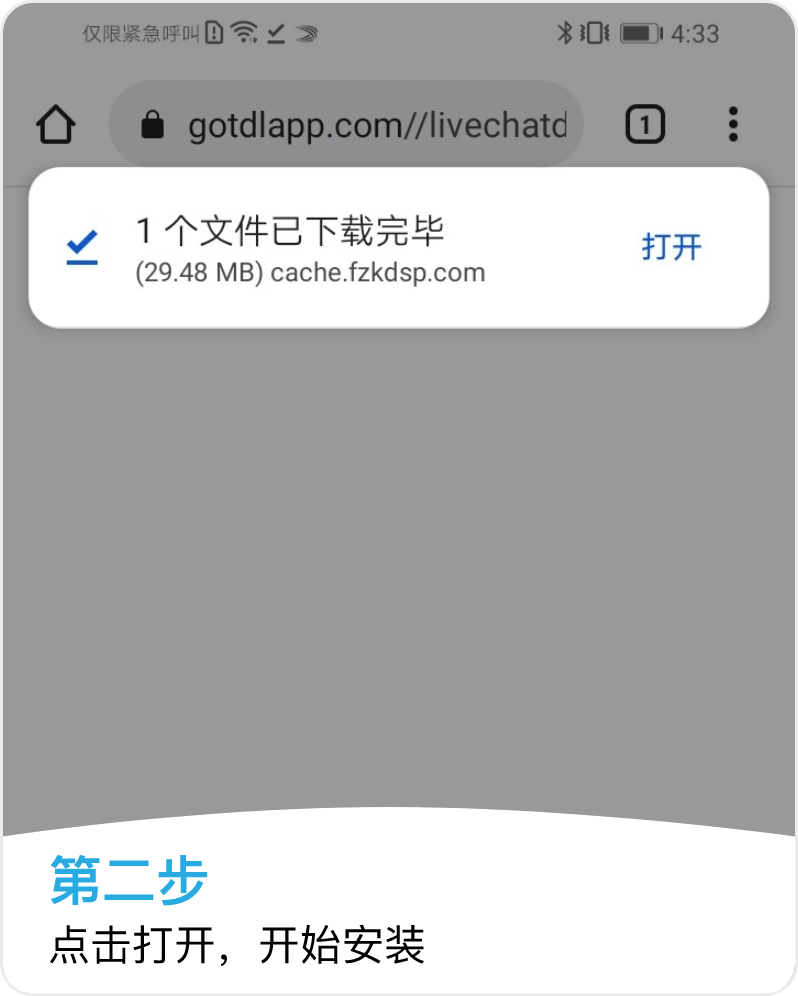 仅限紧急呼叫 4:33
gotdlapp.com//livechatd 1
1 个文件已下载完毕
(29.48 MB) cache.fzkdsp.com
打开
第二步
点击打开，开始安装